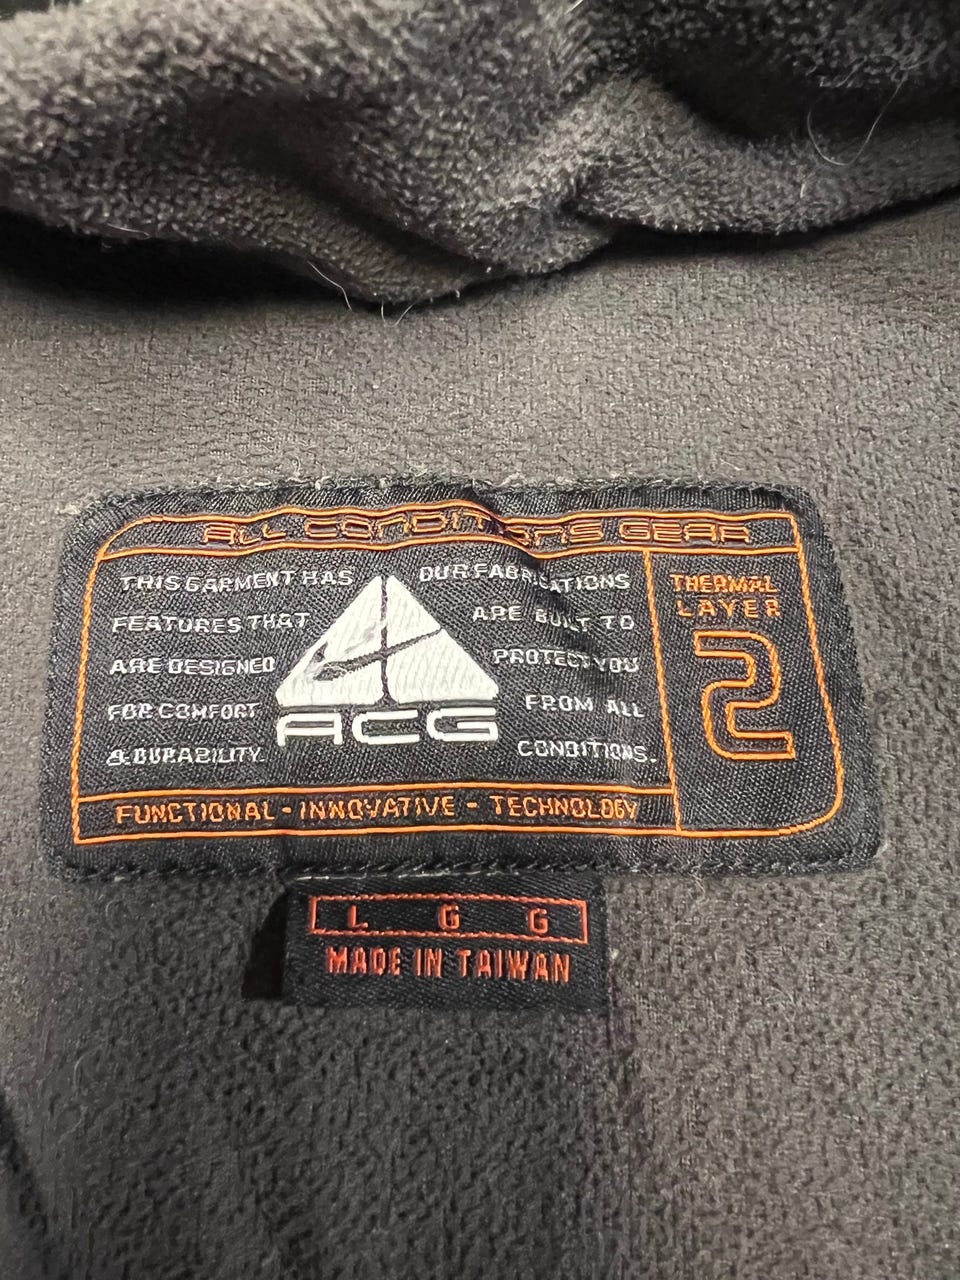 ALL CONDITIONS GEAR
THIS GARMENT HAS
FEATURES THAT
ARE DESIGNED
FOR COMFORT
& DURABILITY.
ACG
OUR FABRICATIONS
ARE BUILT TO
PROTECT YOU
FROM ALL
CONDITIONS.
THERMAL
LAYER
2
FUNCTIONAL - INNOVATIVE - TECHNOLOGY
L G G
MADE IN TAIWAN